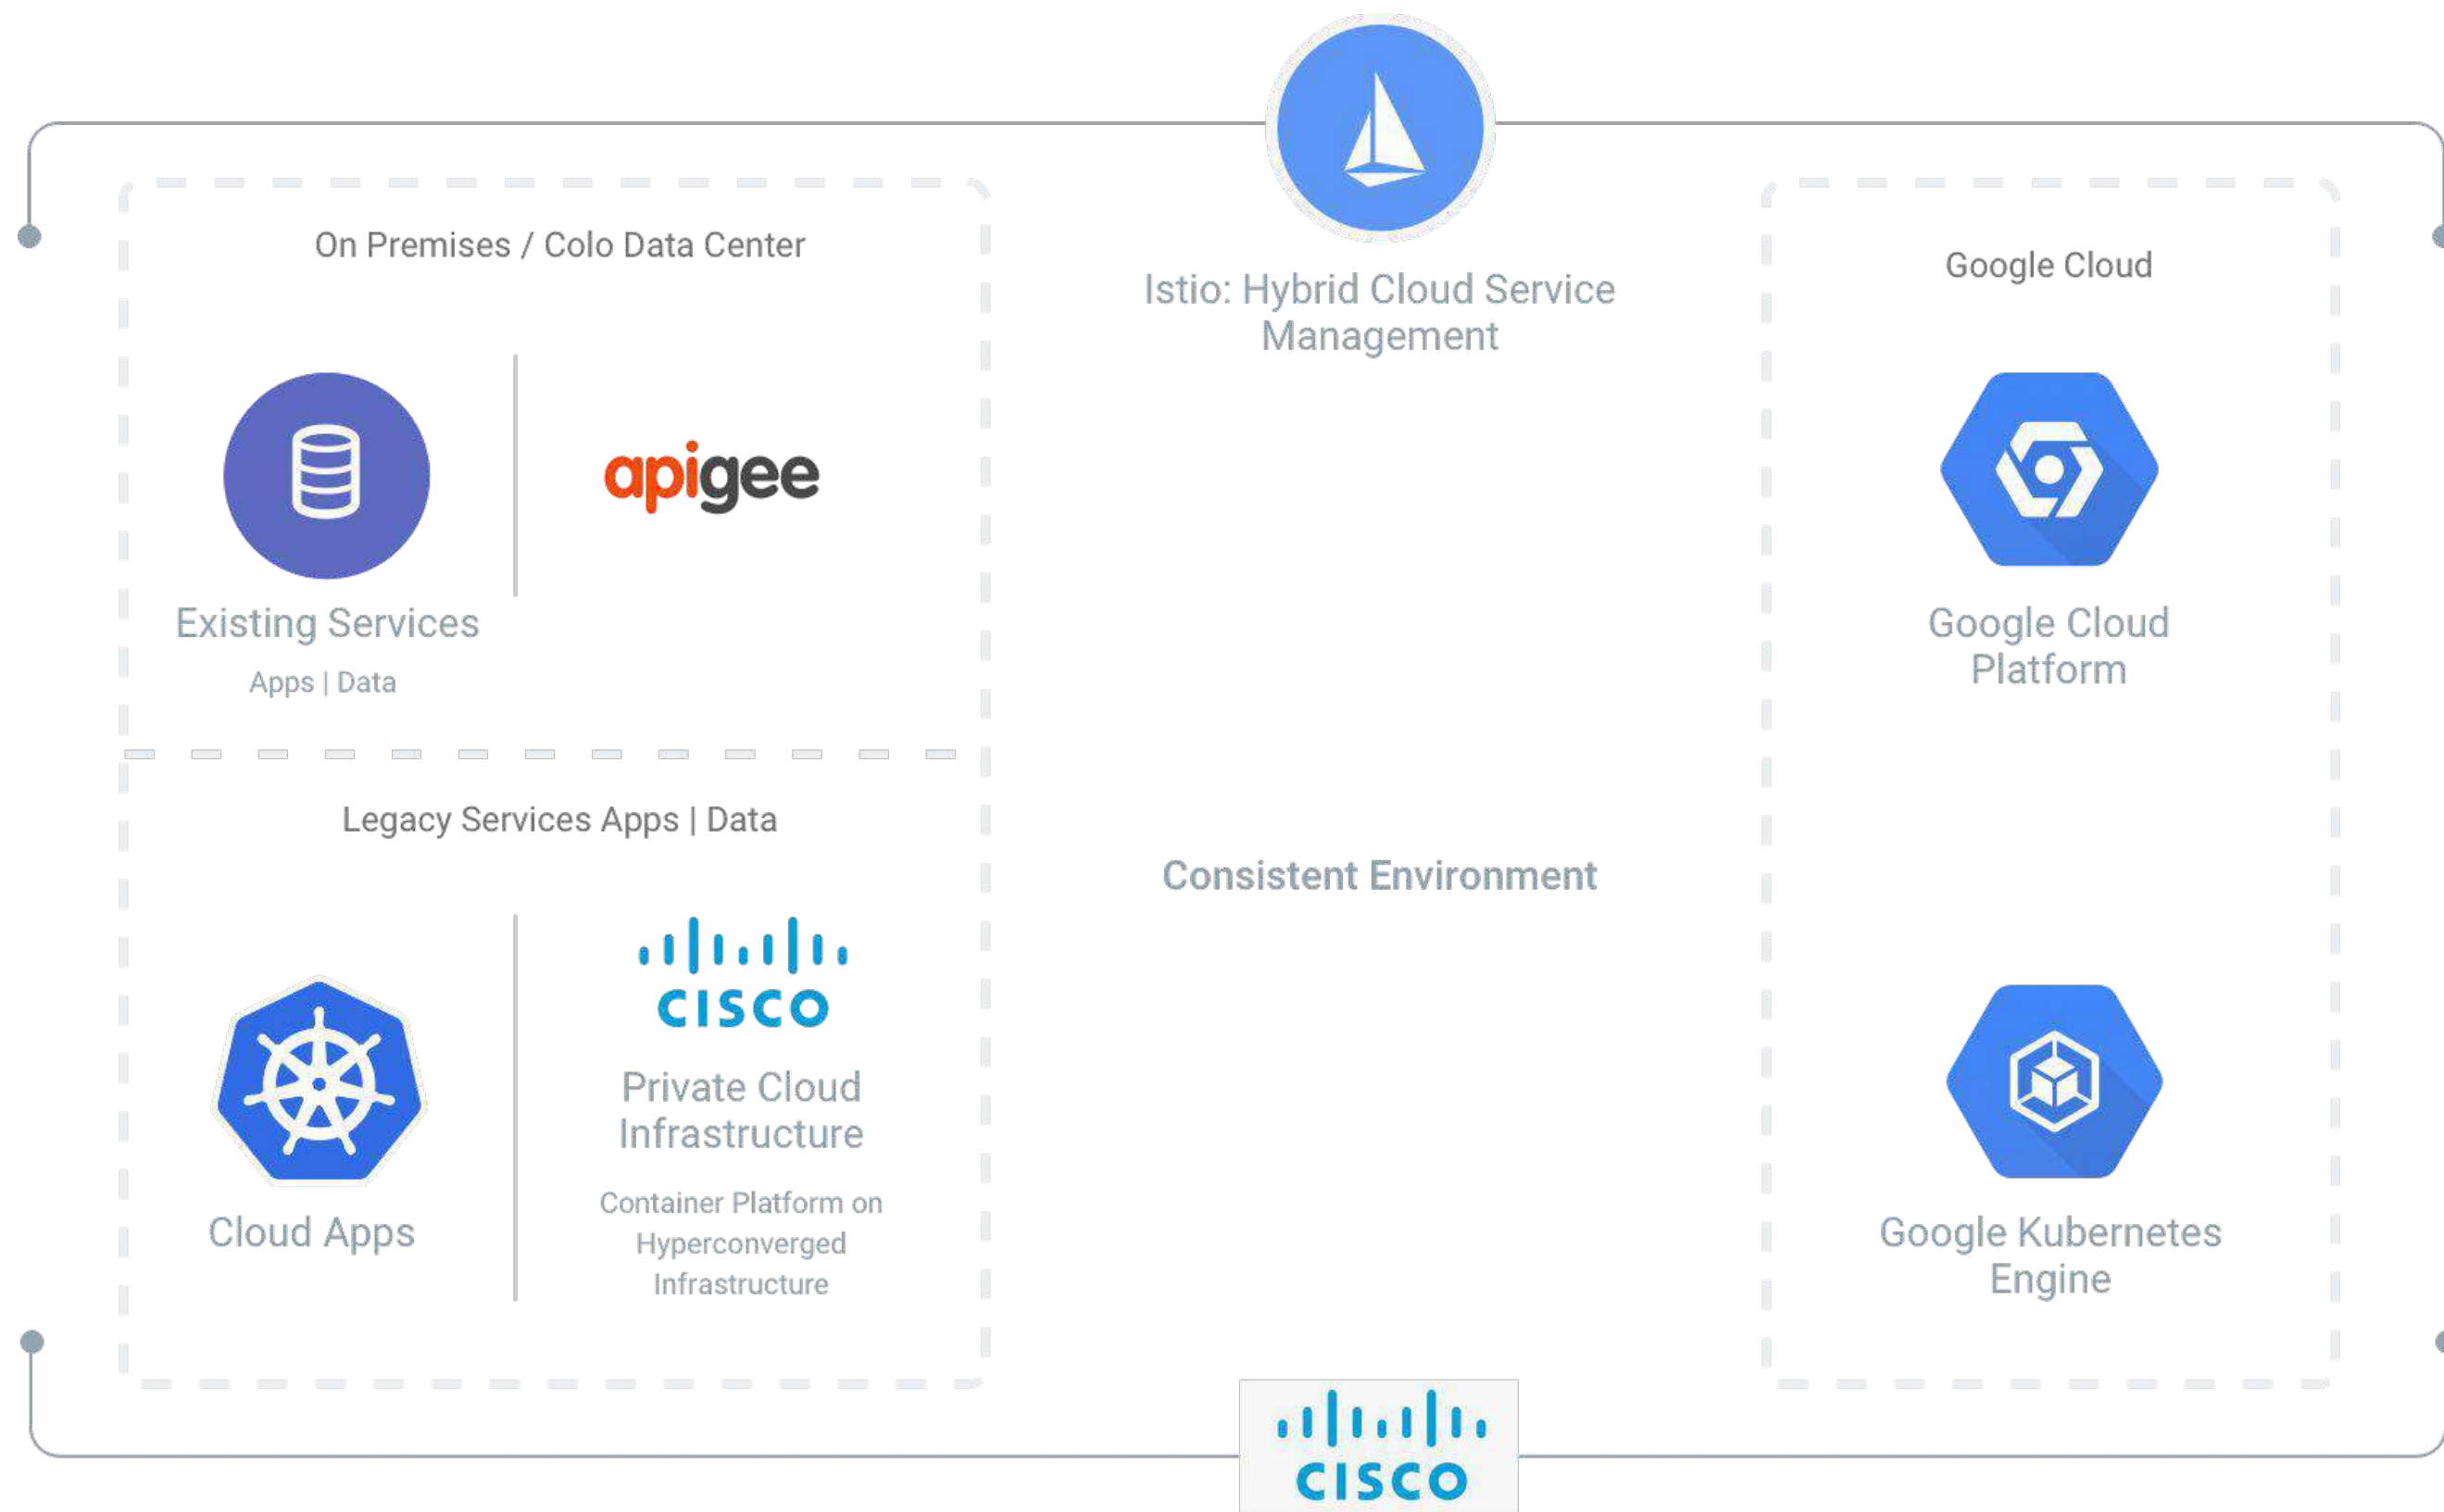 On Premises / Colo Data Center
Existing Services
Apps | Data
apigee
Legacy Services Apps | Data
Cloud Apps
CISCO
Private Cloud
Infrastructure
Container Platform on
Hyperconverged
Infrastructure
Istio: Hybrid Cloud Service
Management
Consistent Environment
CISCO
Google Cloud
Google Cloud
Platform
Google Kubernetes
Engine